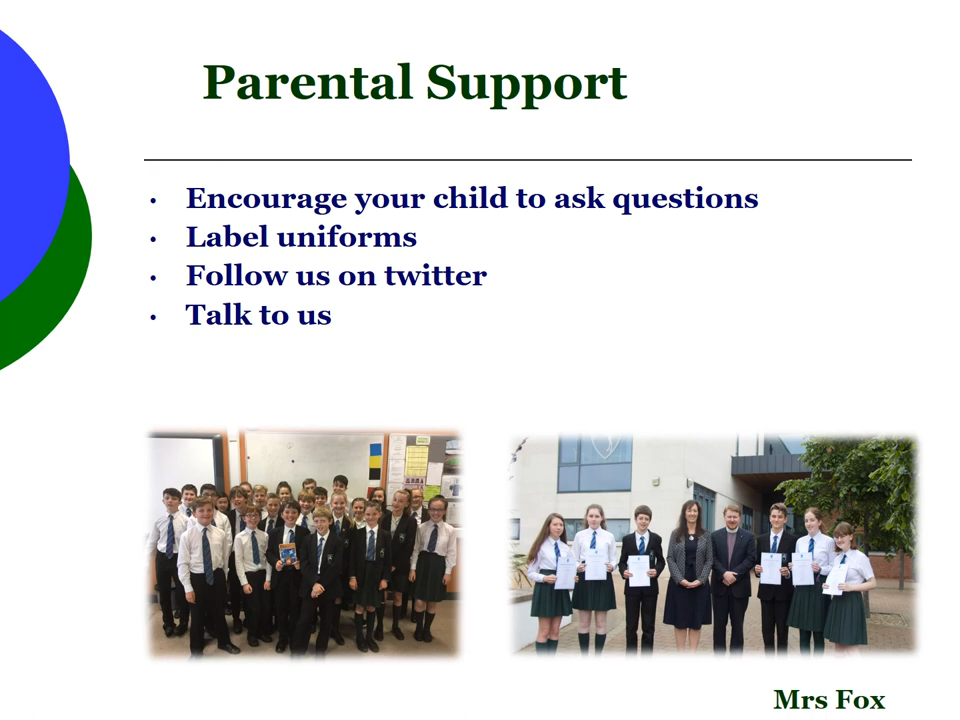 Parental Support
• Encourage your child to ask questions
• Label uniforms
• Follow us on twitter
• Talk to us
Mrs Fox